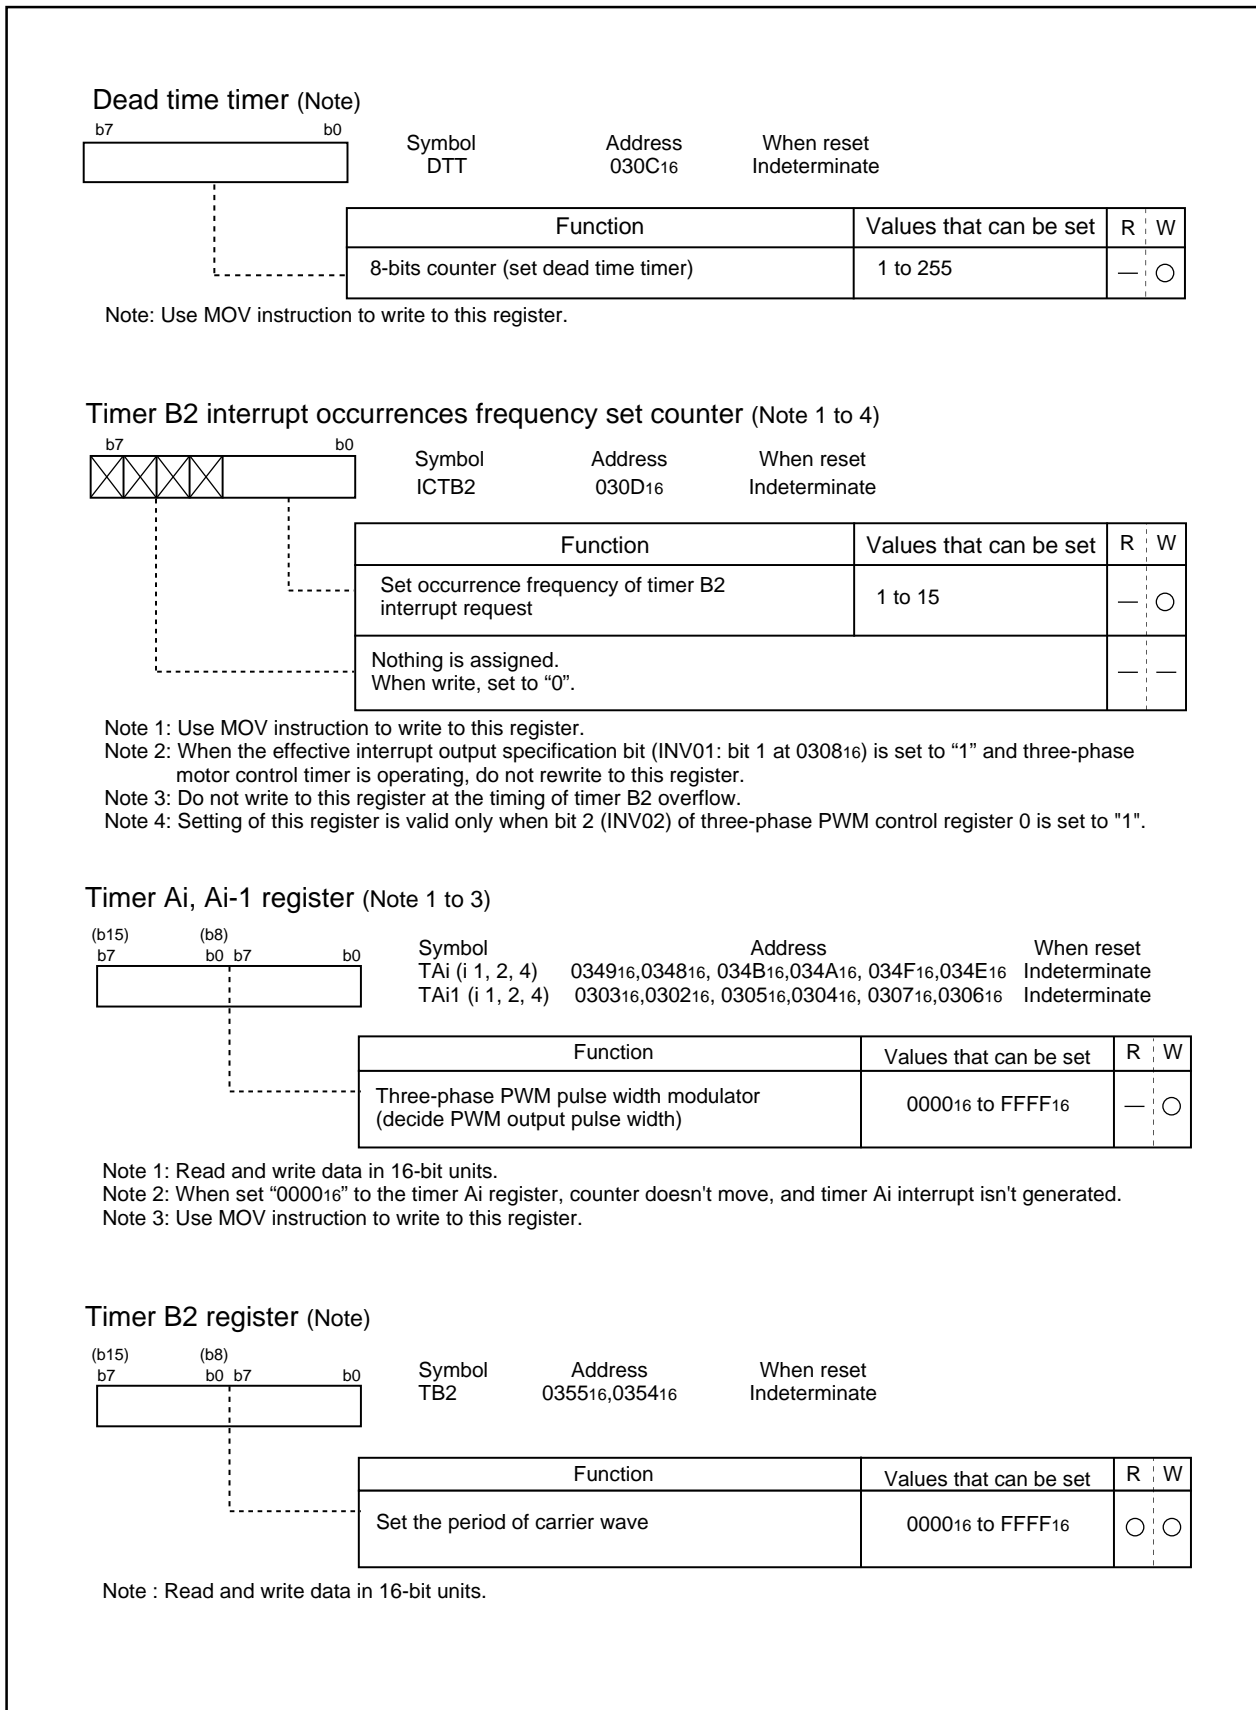 Dead time timer (Note)
b7 b0
Symbol Address When reset
DTT 030C16 Indeterminate
Function Values that can be set R W
8-bits counter (set dead time timer) 1 to 255 — ○
Note: Use MOV instruction to write to this register.
Timer B2 interrupt occurrences frequency set counter (Note 1 to 4)
b7 b0
Symbol Address When reset
ICTB2 030D16 Indeterminate
Function Values that can be set R W
Set occurrence frequency of timer B2
interrupt request 1 to 15 — ○
Nothing is assigned.
When write, set to “0”. — —
Note 1: Use MOV instruction to write to this register.
Note 2: When the effective interrupt output specification bit (INV01: bit 1 at 030816) is set to “1” and three-phase
motor control timer is operating, do not rewrite to this register.
Note 3: Do not write to this register at the timing of timer B2 overflow.
Note 4: Setting of this register is valid only when bit 2 (INV02) of three-phase PWM control register 0 is set to "1".
Timer Ai, Ai-1 register (Note 1 to 3)
(b15) (b8)
b7 b0 b7 b0
Symbol Address When reset
TAi (i 1, 2, 4) 034916,034816, 034B16,034A16, 034F16,034E16 Indeterminate
TAi1 (i 1, 2, 4) 030316,030216, 030516,030416, 030716,030616 Indeterminate
Function Values that can be set R W
Three-phase PWM pulse width modulator
(decide PWM output pulse width) 000016 to FFFF16 — ○
Note 1: Read and write data in 16-bit units.
Note 2: When set “000016” to the timer Ai register, counter doesn't move, and timer Ai interrupt isn't generated.
Note 3: Use MOV instruction to write to this register.
Timer B2 register (Note)
(b15) (b8)
b7 b0 b7 b0
Symbol Address When reset
TB2 035516,035416 Indeterminate
Function Values that can be set R W
Set the period of carrier wave 000016 to FFFF16 ○ ○
Note : Read and write data in 16-bit units.